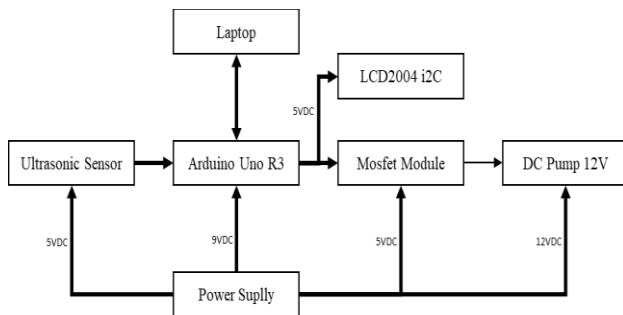 Laptop
LCD2004 i2C
5VDC
Ultrasonic Sensor
Arduino Uno R3
Mosfet Module
DC Pump 12V
5VDC
9VDC
5VDC
12VDC
Power Suplly